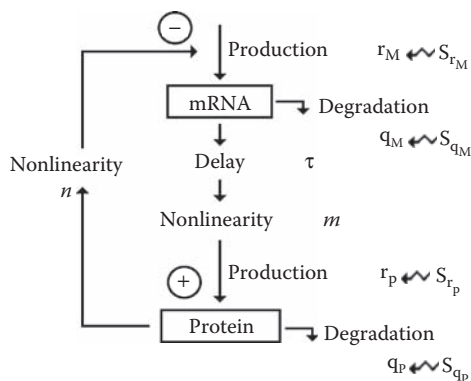 −
Production r_M S_{r_M}
mRNA
Degradation
q_M S_{q_M}
Nonlinearity Delay τ
n
Nonlinearity m
+
Production r_p S_{r_p}
Protein
Degradation
q_P S_{q_P}